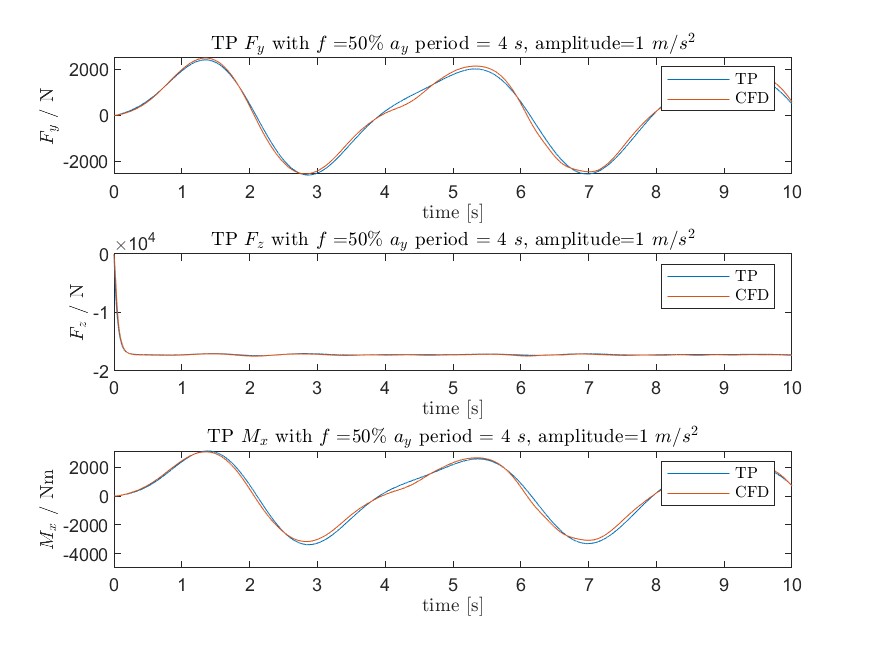 TP F_y with f =50% a_y period = 4 s, amplitude=1 m/s^2
F_y / N
2000
0
-2000
TP
CFD
0 1 2 3 4 5 6 7 8 9 10
time [s]
TP F_z with f =50% a_y period = 4 s, amplitude=1 m/s^2
×10^4
F_z / N
0
-1
-2
TP
CFD
0 1 2 3 4 5 6 7 8 9 10
time [s]
TP M_x with f =50% a_y period = 4 s, amplitude=1 m/s^2
M_x / Nm
2000
0
-2000
-4000
TP
CFD
0 1 2 3 4 5 6 7 8 9 10
time [s]